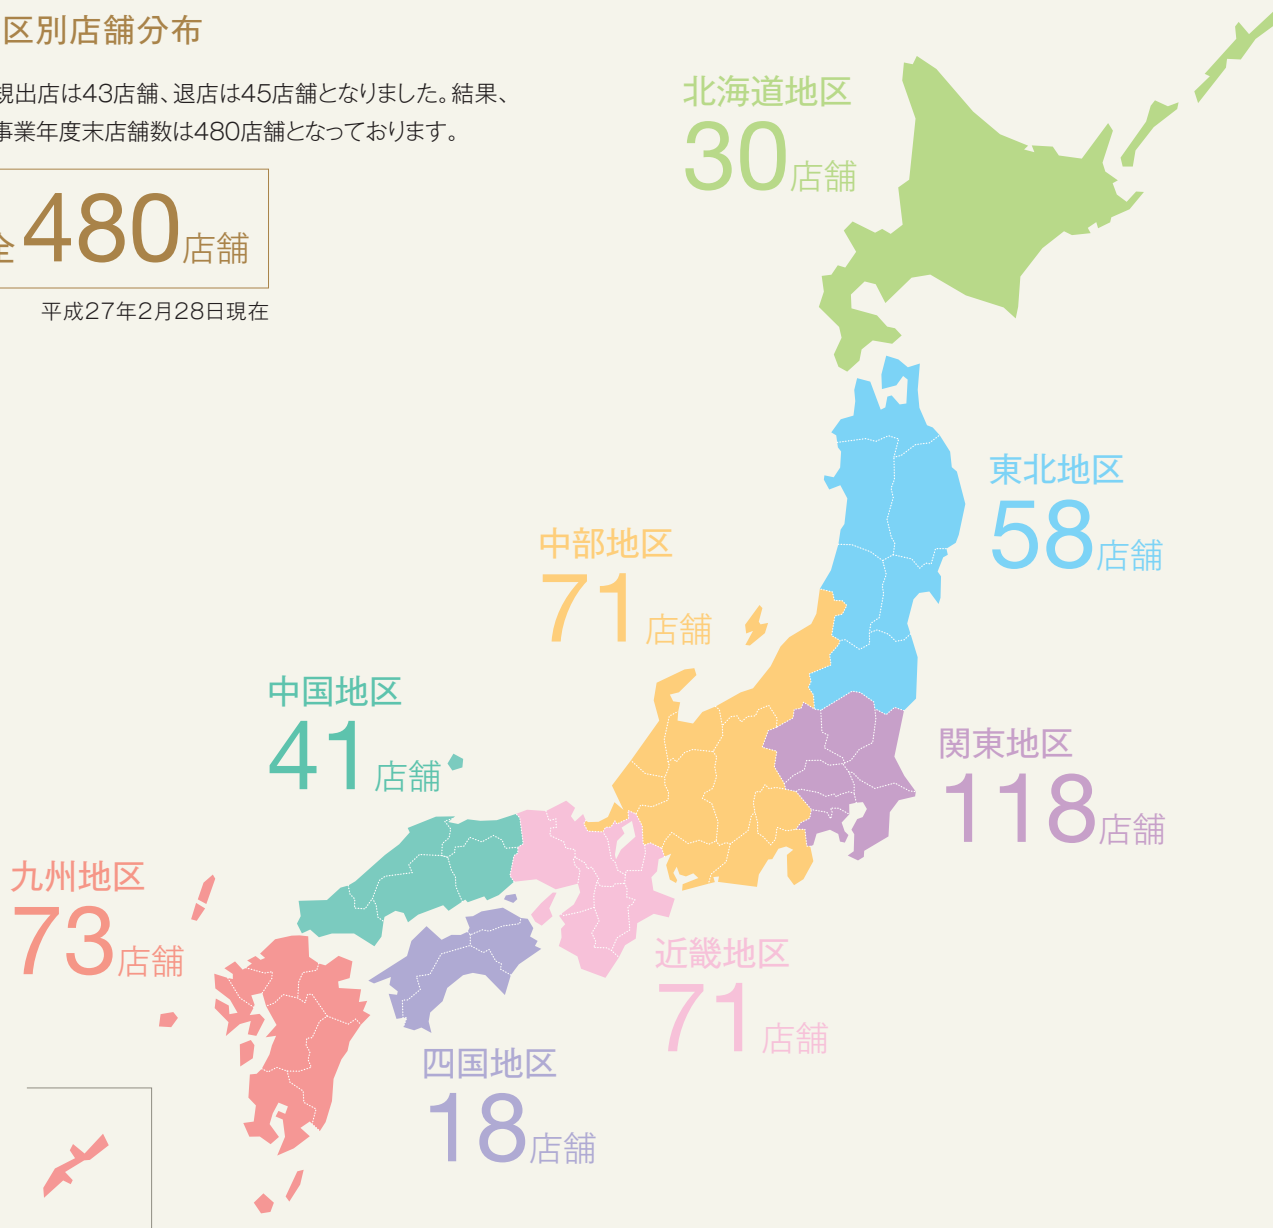 区別店舗分布
規出店は43店舗、退店は45店舗となりました。結果、
事業年度末店舗数は480店舗となっております。
全480店舗
平成27年2月28日現在
北海道地区
30店舗
東北地区
58店舗
中部地区
71店舗
中国地区
41店舗
関東地区
118店舗
九州地区
73店舗
近畿地区
71店舗
四国地区
18店舗